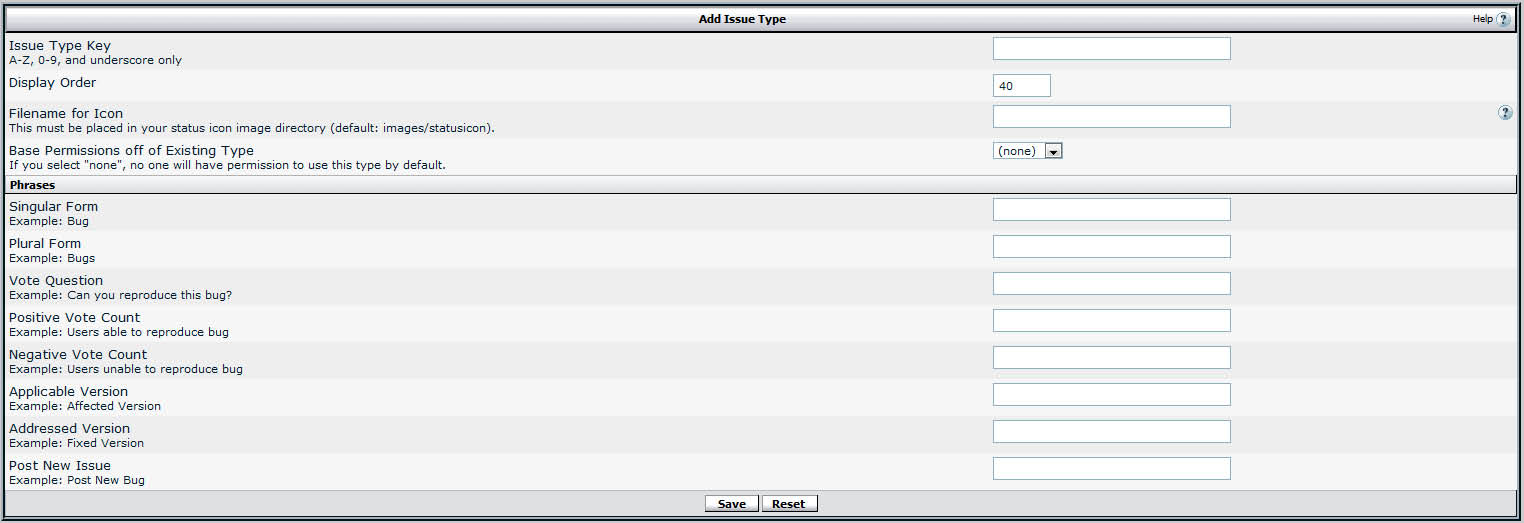 Add Issue Type
Help ?
Issue Type Key
A-Z, 0-9, and underscore only
Display Order
40
Filename for Icon
This must be placed in your status icon image directory (default: images/statusicon).
?
Base Permissions off of Existing Type
If you select "none", no one will have permission to use this type by default.
(none)
Phrases
Singular Form
Example: Bug
Plural Form
Example: Bugs
Vote Question
Example: Can you reproduce this bug?
Positive Vote Count
Example: Users able to reproduce bug
Negative Vote Count
Example: Users unable to reproduce bug
Applicable Version
Example: Affected Version
Addressed Version
Example: Fixed Version
Post New Issue
Example: Post New Bug
Save Reset